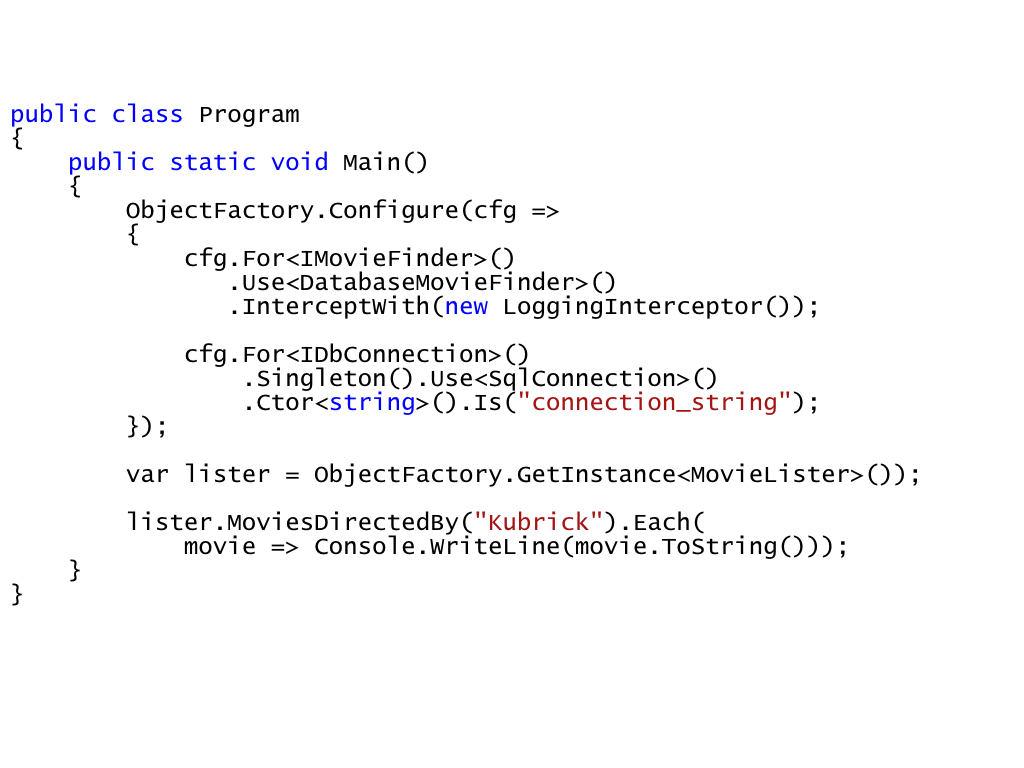 public class Program
{
    public static void Main()
    {
        ObjectFactory.Configure(cfg =>
        {
            cfg.For<IMovieFinder>()
               .Use<DatabaseMovieFinder>()
               .InterceptWith(new LoggingInterceptor());

            cfg.For<IDbConnection>()
                .Singleton().Use<SqlConnection>()
                .Ctor<string>().Is("connection_string");
        });

        var lister = ObjectFactory.GetInstance<MovieLister>());

        lister.MoviesDirectedBy("Kubrick").Each(
            movie => Console.WriteLine(movie.ToString()));
    }
}